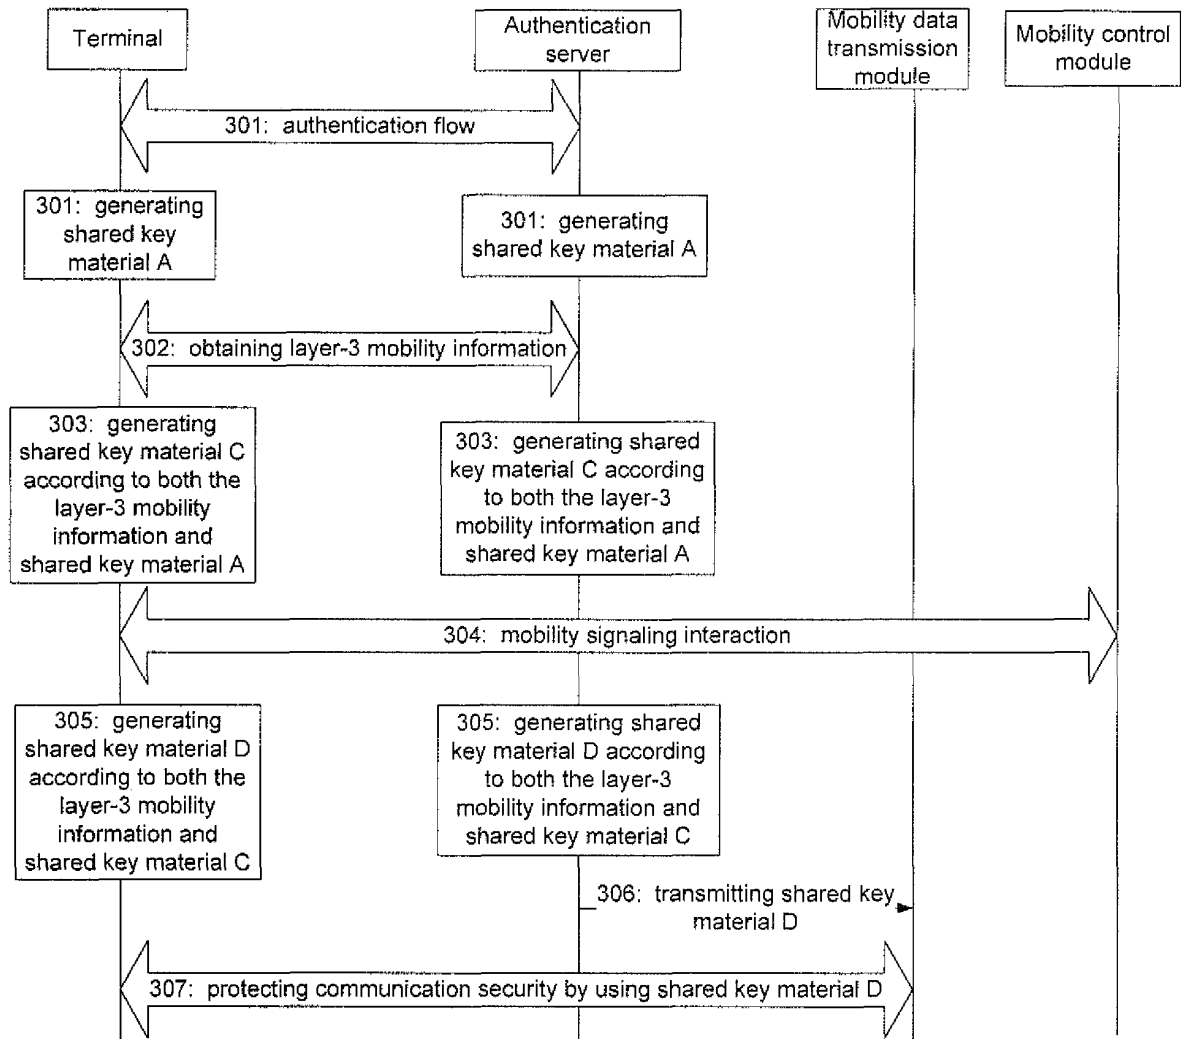 Terminal
Authentication
server
Mobility data
transmission
module
Mobility control
module
301: authentication flow
301: generating
shared key
material A
301: generating
shared key material A
302: obtaining layer-3 mobility information
303: generating
shared key material C
according to both the
layer-3 mobility
information and
shared key material A
303: generating shared
key material C according
to both the layer-3
mobility information and
shared key material A
304: mobility signaling interaction
305: generating
shared key material D
according to both the
layer-3 mobility
information and
shared key material C
305: generating shared
key material D according
to both the layer-3
mobility information and
shared key material C
306: transmitting shared key
material D
307: protecting communication security by using shared key material D